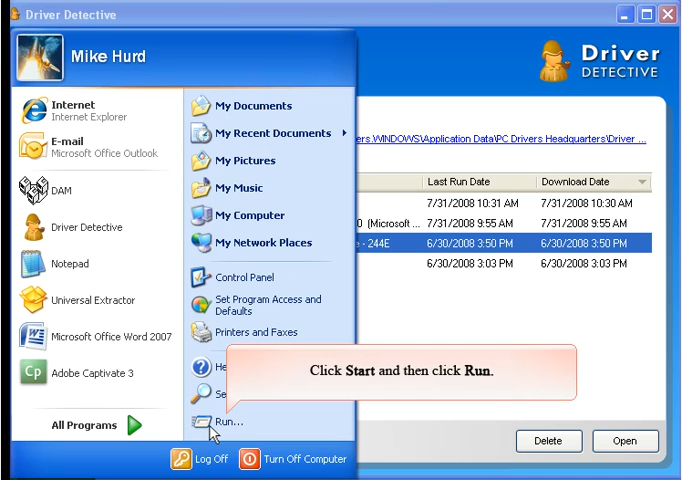 Driver Detective
Mike Hurd
Driver
DETECTIVE
Internet
Internet Explorer
E-mail
Microsoft Office Outlook
DAM
Driver Detective
Notepad
Universal Extractor
Microsoft Office Word 2007
Cp
Adobe Captivate 3
All Programs
My Documents
My Recent Documents
My Pictures
My Music
My Computer
My Network Places
Control Panel
Set Program Access and
Defaults
Printers and Faxes
He
Se
Run...
Log Off
Turn Off Computer
ers.WINDOWS\Application Data\PC Drivers Headquarters\Driver ...
Last Run Date Download Date
7/31/2008 10:31 AM 7/31/2008 10:30 AM
0 (Microsoft ... 7/31/2008 9:55 AM 7/31/2008 9:55 AM
e - 244E 6/30/2008 3:50 PM 6/30/2008 3:50 PM
6/30/2008 3:03 PM 6/30/2008 3:03 PM
Click Start and then click Run.
Delete Open